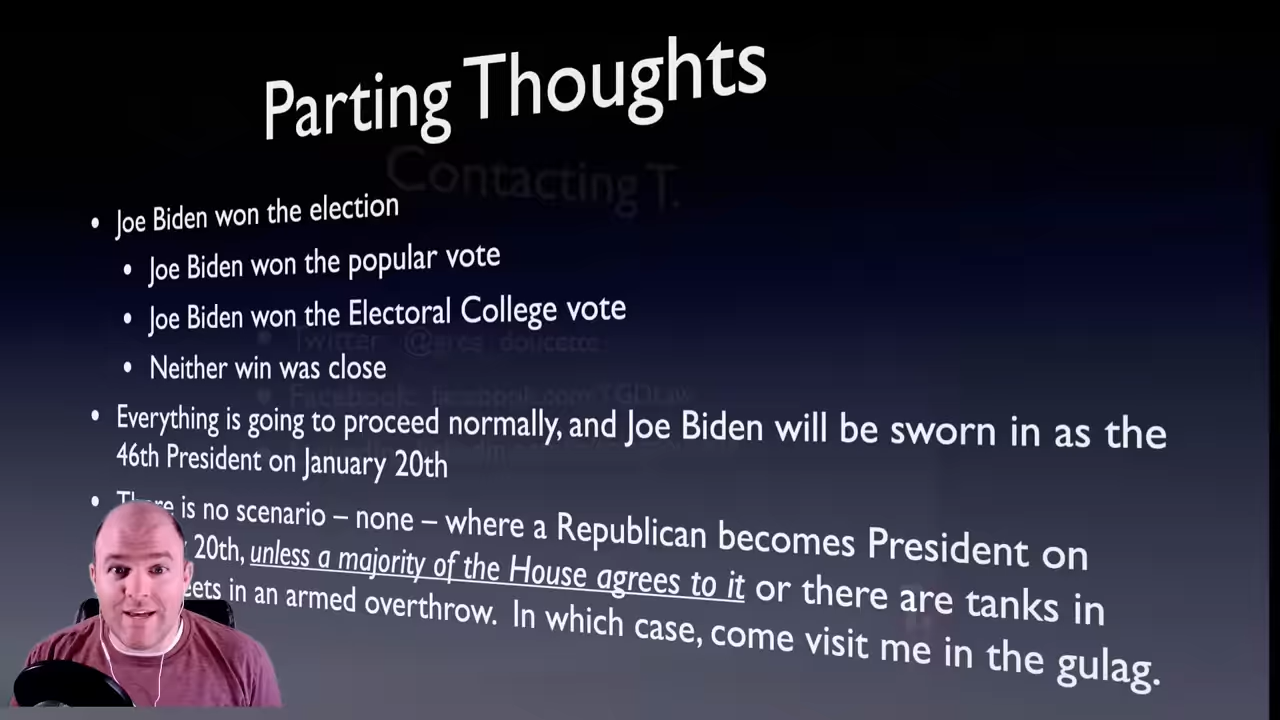 Parting Thoughts
Contacting T.
• Joe Biden won the election
• Joe Biden won the popular vote
• Joe Biden won the Electoral College vote
• Twitter:
• Neither win was close
• Facebook:
• Everything is going to proceed normally, and Joe Biden will be sworn in as the
46th President on January 20th
• is no scenario – none – where a Republican becomes President on
20th, unless a majority of the House agrees to it or there are tanks in
in an armed overthrow. In which case, come visit me in the gulag.